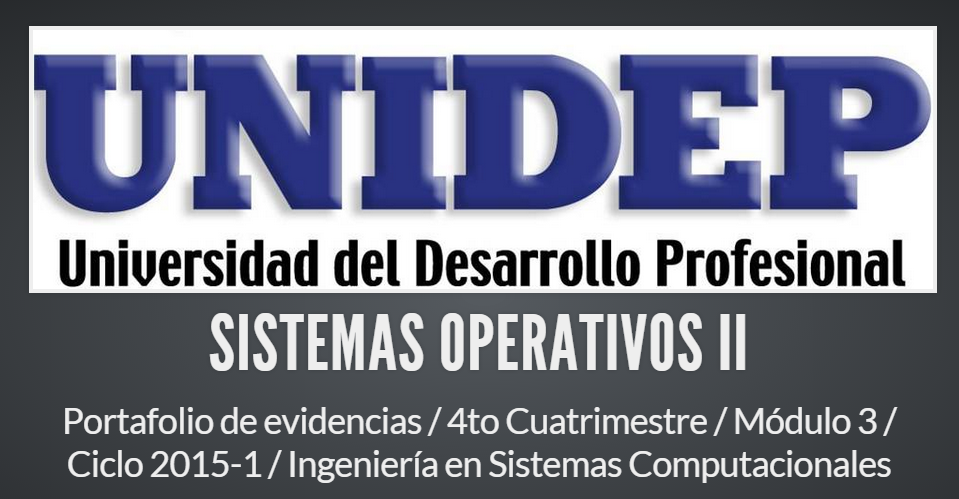 UNIDEP
Universidad del Desarrollo Profesional
SISTEMAS OPERATIVOS II
Portafolio de evidencias / 4to Cuatrimestre / Módulo 3 /
Ciclo 2015-1 / Ingeniería en Sistemas Computacionales